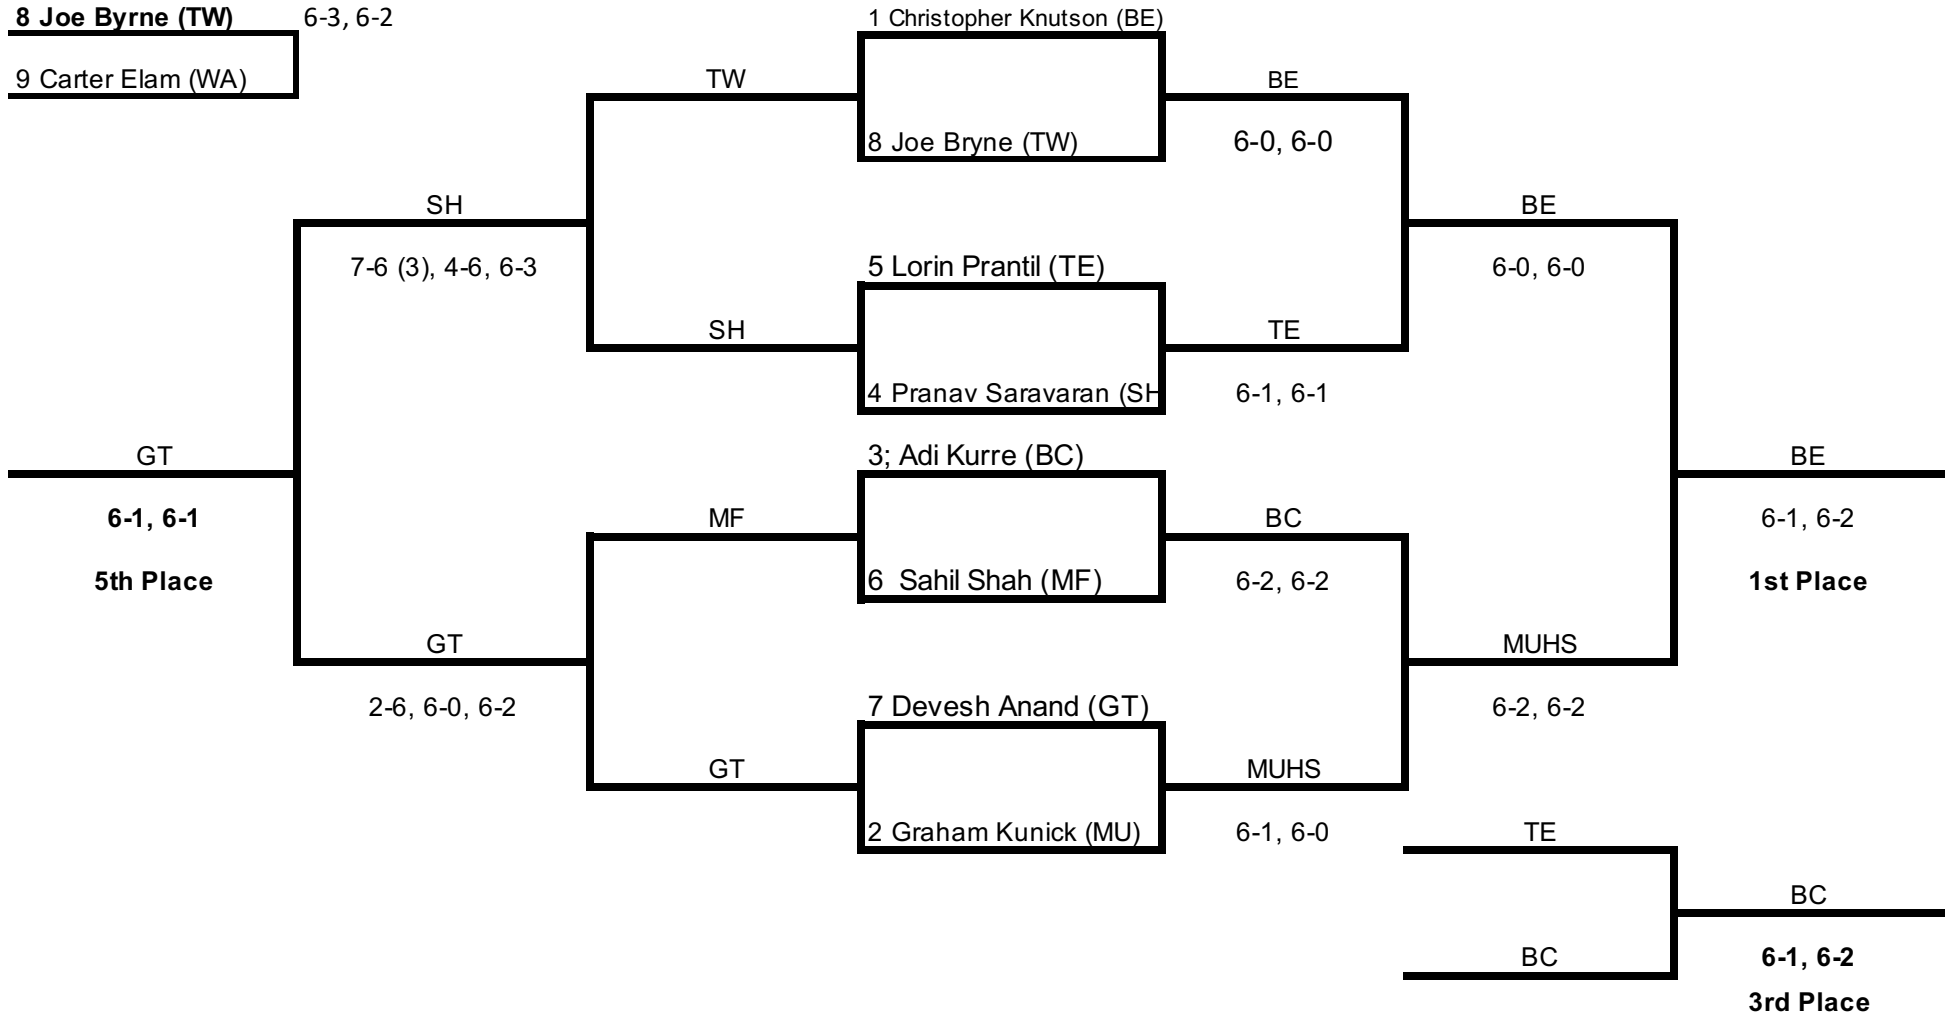 8 Joe Byrne (TW) 6-3, 6-2 1 Christopher Knutson (BE)
9 Carter Elam (WA) TW BE
8 Joe Bryne (TW) 6-0, 6-0
SH BE
7-6 (3), 4-6, 6-3 5 Lorin Prantil (TE) 6-0, 6-0
SH TE
4 Pranav Saravaran (SH 6-1, 6-1
GT 3; Adi Kurre (BC) BE
6-1, 6-1 MF BC 6-1, 6-2
5th Place 6 Sahil Shah (MF) 6-2, 6-2 1st Place
GT MUHS
2-6, 6-0, 6-2 7 Devesh Anand (GT) 6-2, 6-2
GT MUHS
2 Graham Kunick (MU) 6-1, 6-0 TE
BC
BC 6-1, 6-2
3rd Place